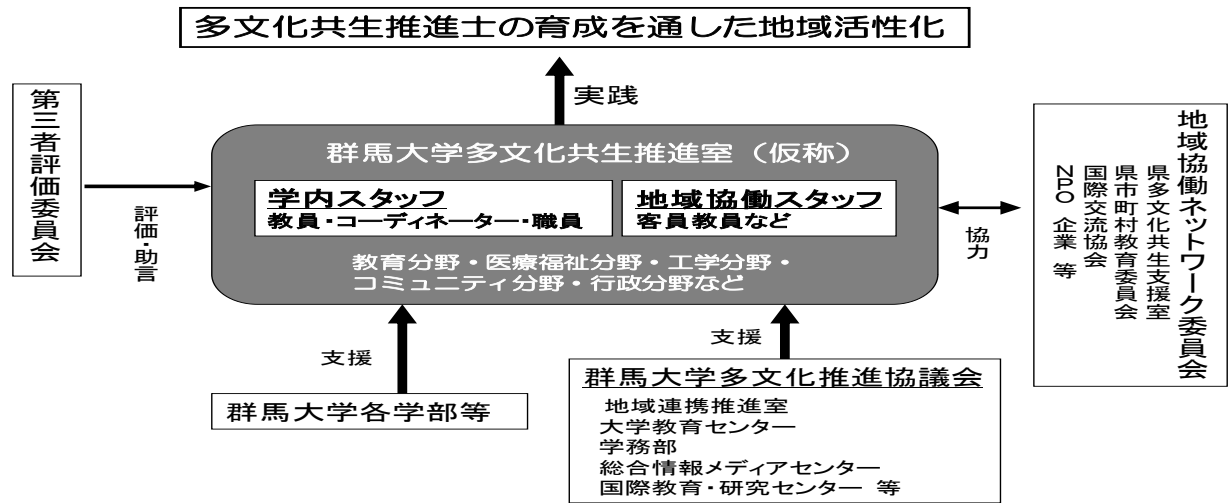 多文化共生推進士の育成を通した地域活性化
実践
第三者評価委員会
評価・助言
群馬大学多文化共生推進室(仮称)
学内スタッフ
教員・コーディネーター・職員
地域協働スタッフ
客員教員など
教育分野・医療福祉分野・工学分野・
コミュニティ分野・行政分野など
協力
地域協働ネットワーク委員会
県多文化共生支援室
県市町村教育委員会
国際交流協会
NPO 企業 等
支援
群馬大学各学部等
支援
群馬大学多文化推進協議会
地域連携推進室
大学教育センター
学務部
総合情報メディアセンター
国際教育・研究センター 等